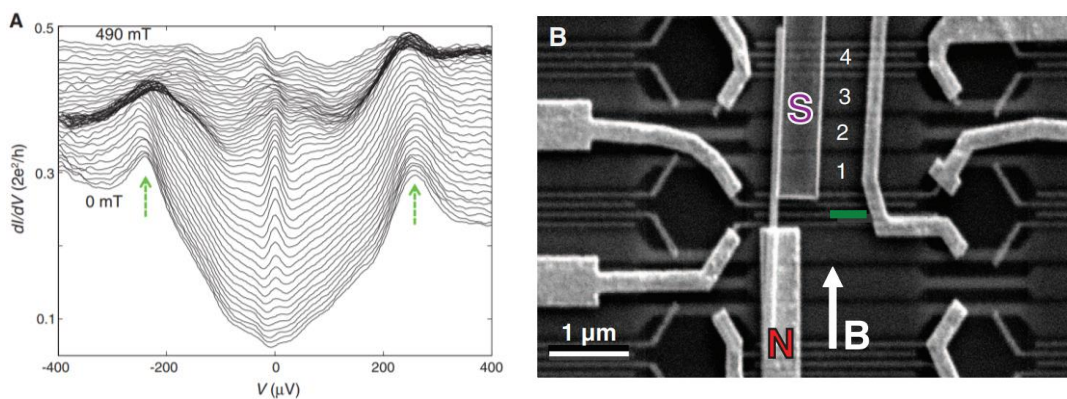 A
490 mT
0 mT
dI/dV (2e²/h)
0.5
0.3
0.1
-400
-200
0
200
400
V (μV)
B
S
4
3
2
1
1 μm
N
B